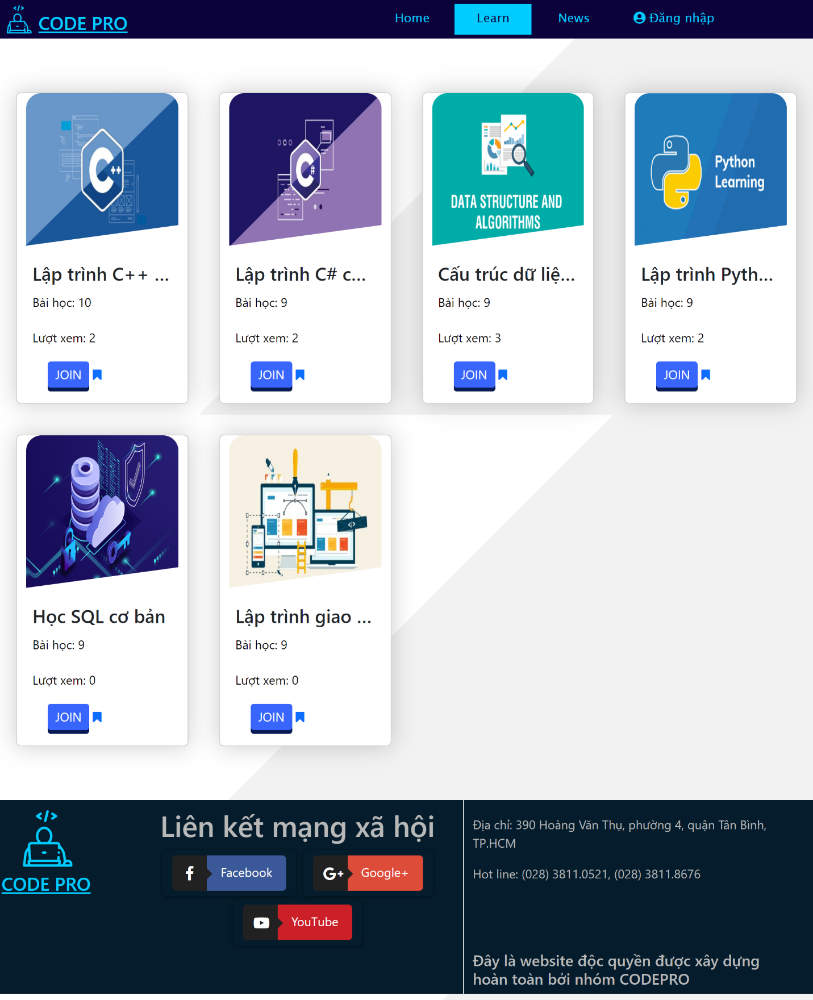 CODE PRO
Home
Learn
News
Đăng nhập
C++
C#
DATA STRUCTURE AND
ALGORITHMS
Python
Learning
Lập trình C++ ...
Bài học: 10
Lượt xem: 2
JOIN
Lập trình C# c...
Bài học: 9
Lượt xem: 2
JOIN
Cấu trúc dữ liệ...
Bài học: 9
Lượt xem: 3
JOIN
Lập trình Pyth...
Bài học: 9
Lượt xem: 2
JOIN
Học SQL cơ bản
Bài học: 9
Lượt xem: 0
JOIN
Lập trình giao ...
Bài học: 9
Lượt xem: 0
JOIN
CODE PRO
Liên kết mạng xã hội
Facebook
G+ Google+
YouTube
Địa chỉ: 390 Hoàng Văn Thụ, phường 4, quận Tân Bình,
TP.HCM
Hot line: (028) 3811.0521, (028) 3811.8676
Đây là website độc quyền được xây dựng
hoàn toàn bởi nhóm CODEPRO